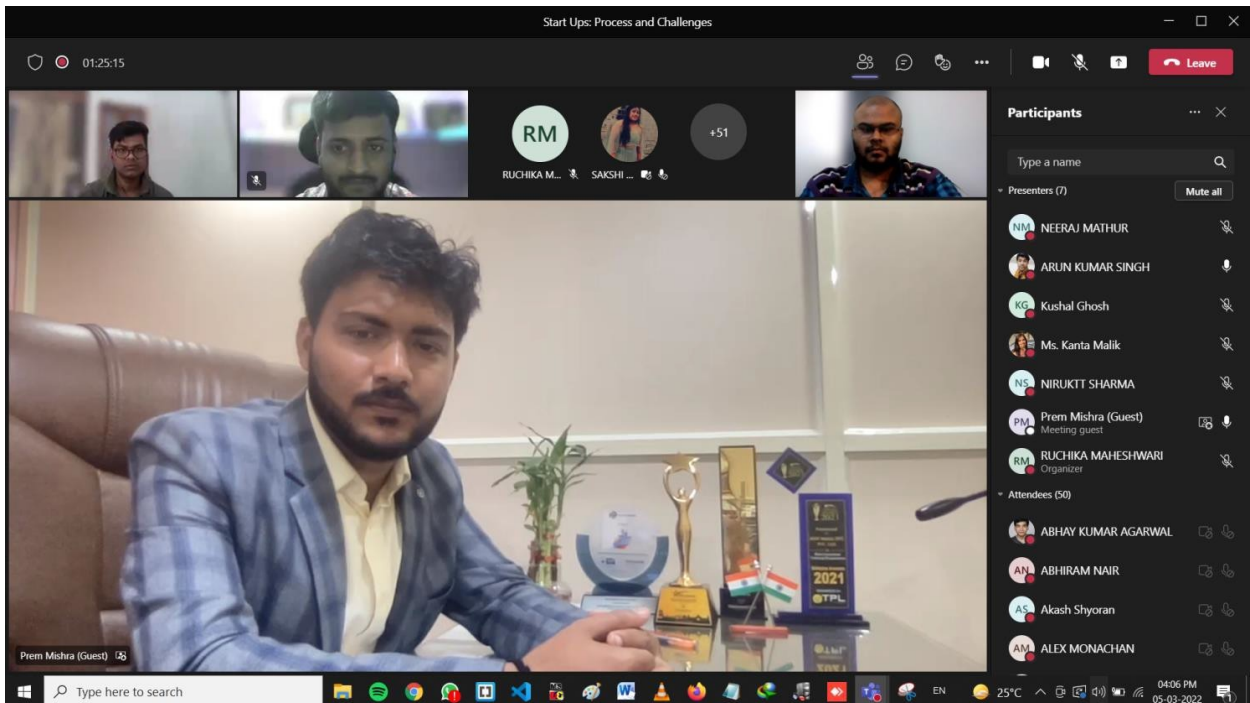 Start Ups: Process and Challenges
01:25:15
Leave
RM
RUCHIKA M...
SAKSHI ...
+51
Prem Mishra (Guest)
2021
TPL
Participants
Type a name
Presenters (7)
Mute all
NM
NEERAJ MATHUR
ARUN KUMAR SINGH
KG
Kushal Ghosh
Ms. Kanta Malik
NS
NIRUKTT SHARMA
PM
Prem Mishra (Guest)
Meeting guest
RM
RUCHIKA MAHESHWARI
Organizer
Attendees (50)
ABHAY KUMAR AGARWAL
AN
ABHIRAM NAIR
AS
Akash Shyoran
AM
ALEX MONACHAN
Type here to search
EN
25°C
04:06 PM
05-03-2022